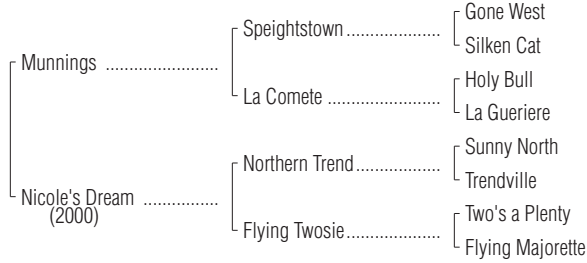 Gone West
Speightstown
Silken Cat
Munnings
Holy Bull
La Comete
La Gueriere
Sunny North
Northern Trend
Trendville
Nicole's Dream
(2000)
Two's a Plenty
Flying Twosie
Flying Majorette